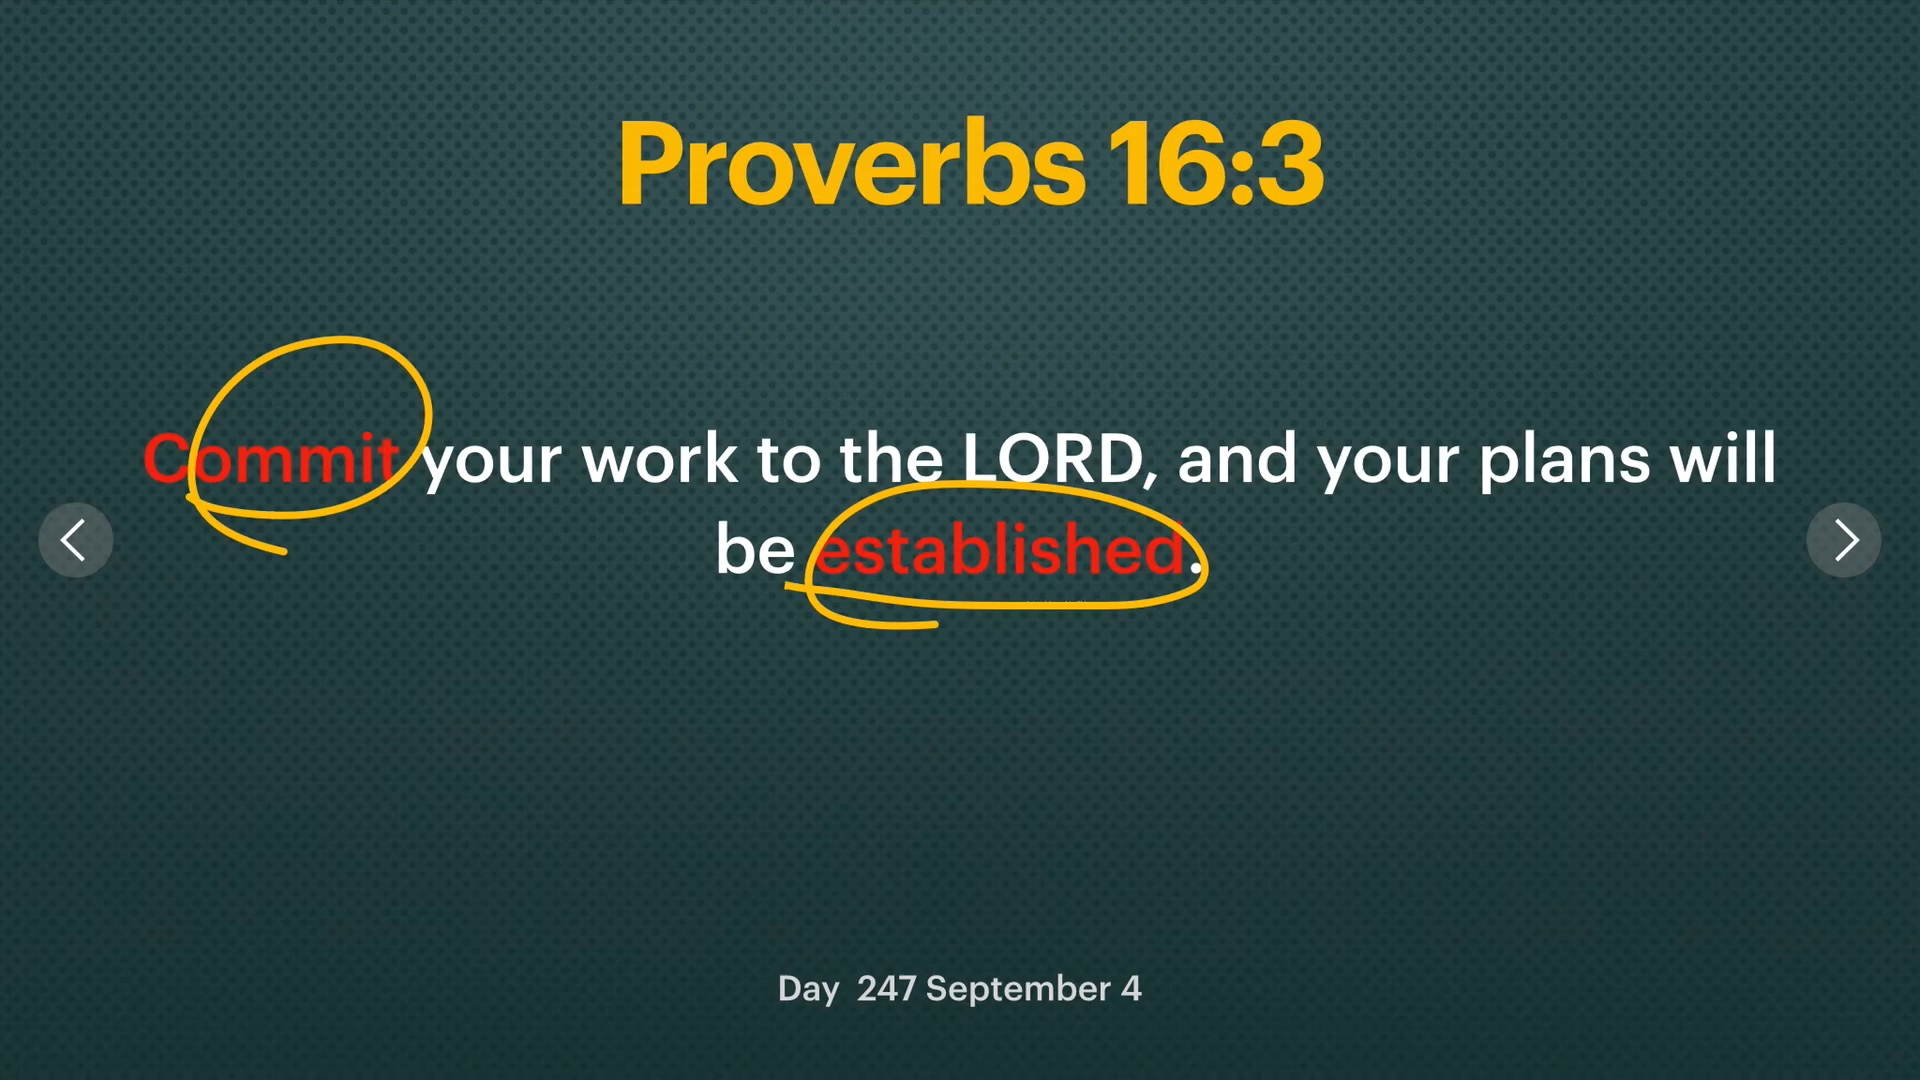 Proverbs 16:3
Commit your work to the LORD, and your plans will
be established.
Day 247 September 4